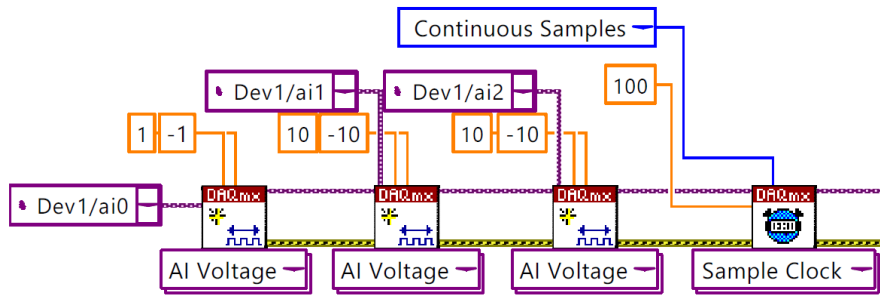 Continuous Samples
Dev1/ai1
Dev1/ai2
100
1 -1
10 -10
10 -10
Dev1/ai0
DAQmx
DAQmx
DAQmx
DAQmx
AI Voltage
AI Voltage
AI Voltage
Sample Clock